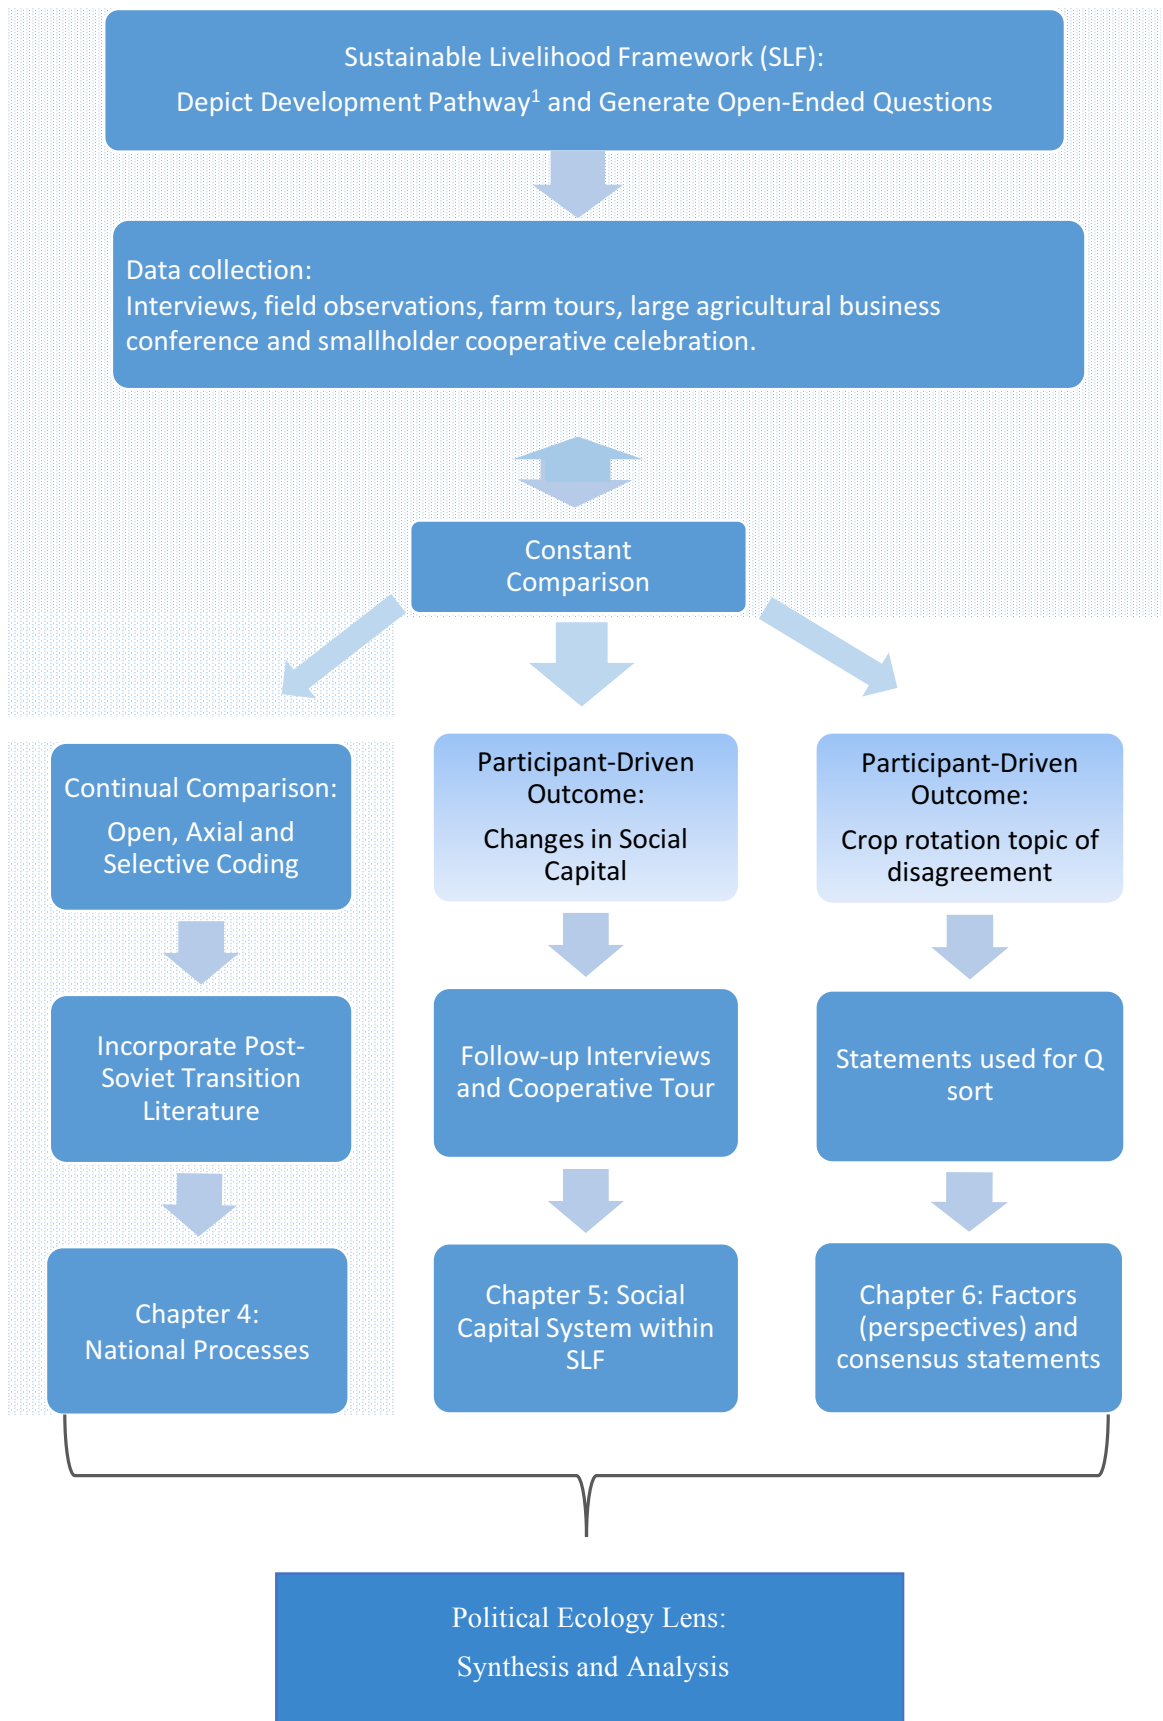 Sustainable Livelihood Framework (SLF):
Depict Development Pathway¹ and Generate Open-Ended Questions
Data collection:
Interviews, field observations, farm tours, large agricultural business
conference and smallholder cooperative celebration.
Constant
Comparison
Continual Comparison:
Open, Axial and
Selective Coding
Participant-Driven
Outcome:
Changes in Social
Capital
Participant-Driven
Outcome:
Crop rotation topic of
disagreement
Incorporate Post-
Soviet Transition
Literature
Follow-up Interviews
and Cooperative Tour
Statements used for Q
sort
Chapter 4:
National Processes
Chapter 5: Social
Capital System within
SLF
Chapter 6: Factors
(perspectives) and
consensus statements
Political Ecology Lens:
Synthesis and Analysis